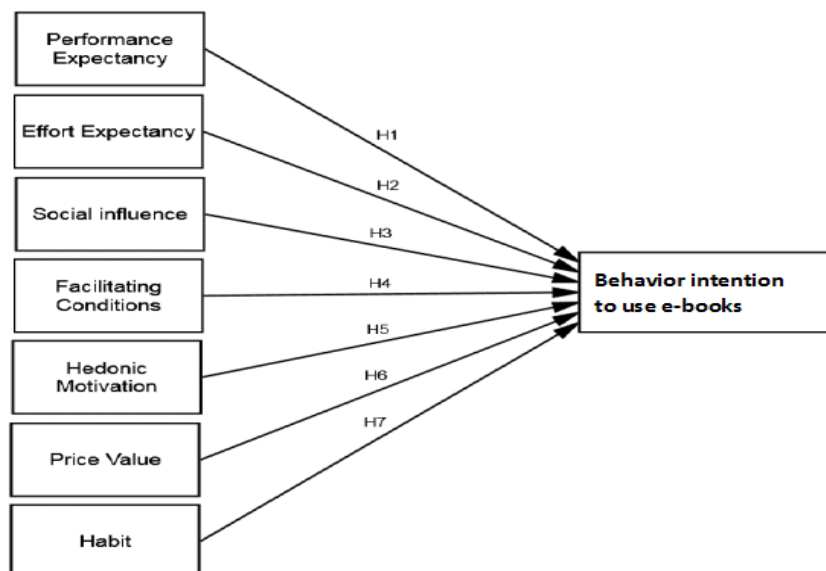 Performance
Expectancy
Effort Expectancy
Social influence
Facilitating
Conditions
Hedonic
Motivation
Price Value
Habit
H1
H2
H3
H4
H5
H6
H7
Behavior intention
to use e-books